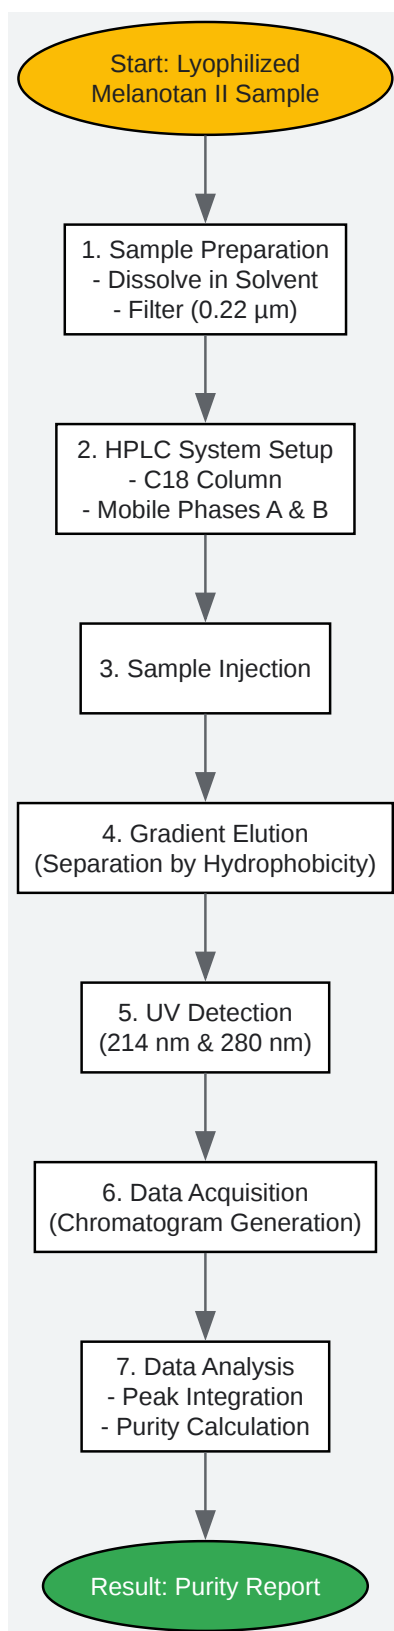 Start: Lyophilized
Melanotan II Sample
1. Sample Preparation
- Dissolve in Solvent
- Filter (0.22 µm)
2. HPLC System Setup
- C18 Column
- Mobile Phases A & B
3. Sample Injection
4. Gradient Elution
(Separation by Hydrophobicity)
5. UV Detection
(214 nm & 280 nm)
6. Data Acquisition
(Chromatogram Generation)
7. Data Analysis
- Peak Integration
- Purity Calculation
Result: Purity Report